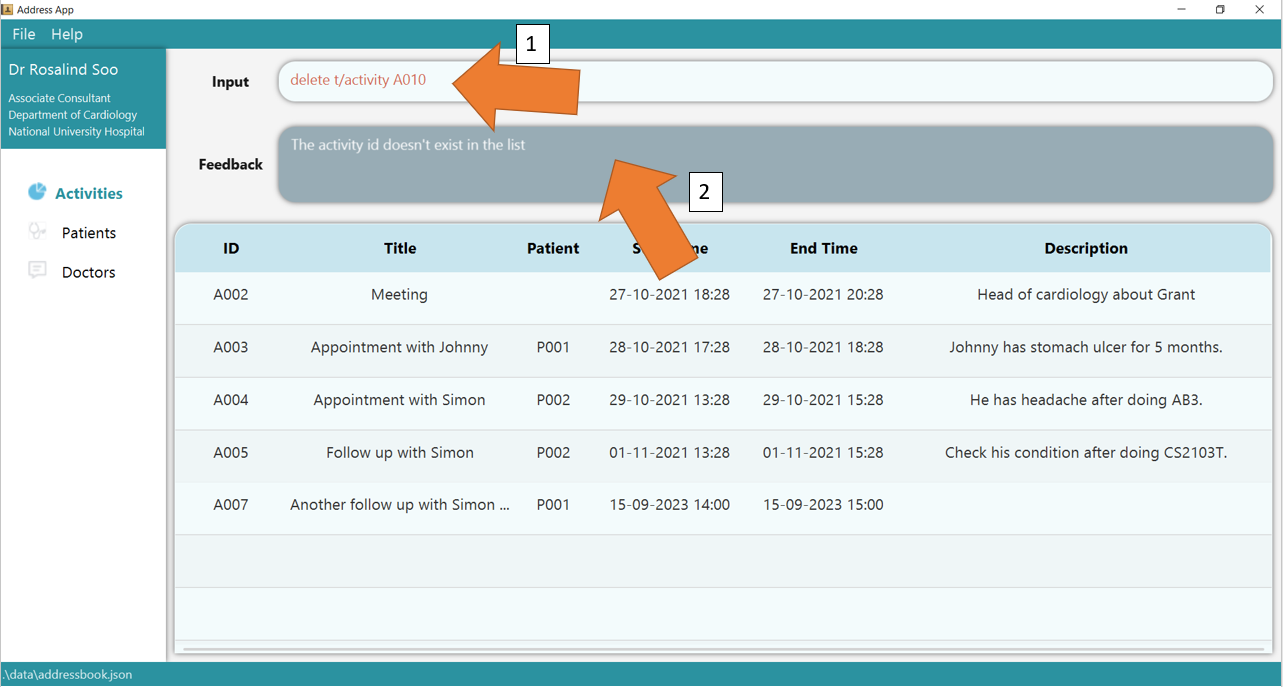 Address App
File Help
Dr Rosalind Soo
Associate Consultant
Department of Cardiology
National University Hospital
Activities
Patients
Doctors
1
Input delete t/activity A010
Feedback The activity id doesn't exist in the list
2
ID Title Patient End Time Description
A002 Meeting 27-10-2021 18:28 27-10-2021 20:28 Head of cardiology about Grant
A003 Appointment with Johnny P001 28-10-2021 17:28 28-10-2021 18:28 Johnny has stomach ulcer for 5 months.
A004 Appointment with Simon P002 29-10-2021 13:28 29-10-2021 15:28 He has headache after doing AB3.
A005 Follow up with Simon P002 01-11-2021 13:28 01-11-2021 15:28 Check his condition after doing CS2103T.
A007 Another follow up with Simon ... P001 15-09-2023 14:00 15-09-2023 15:00
.\data\addressbook.json